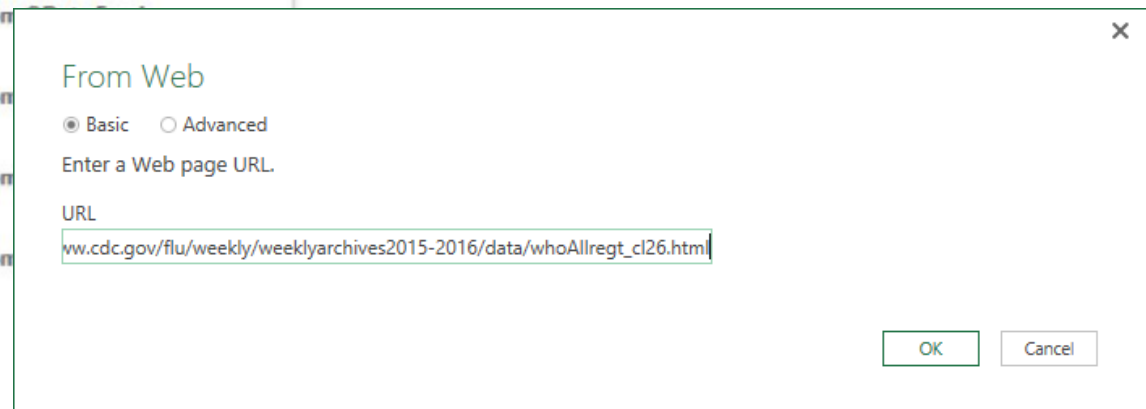 From Web
Basic Advanced
Enter a Web page URL.
URL
ww.cdc.gov/flu/weekly/weeklyarchives2015-2016/data/whoAllregt_cl26.html
OK Cancel